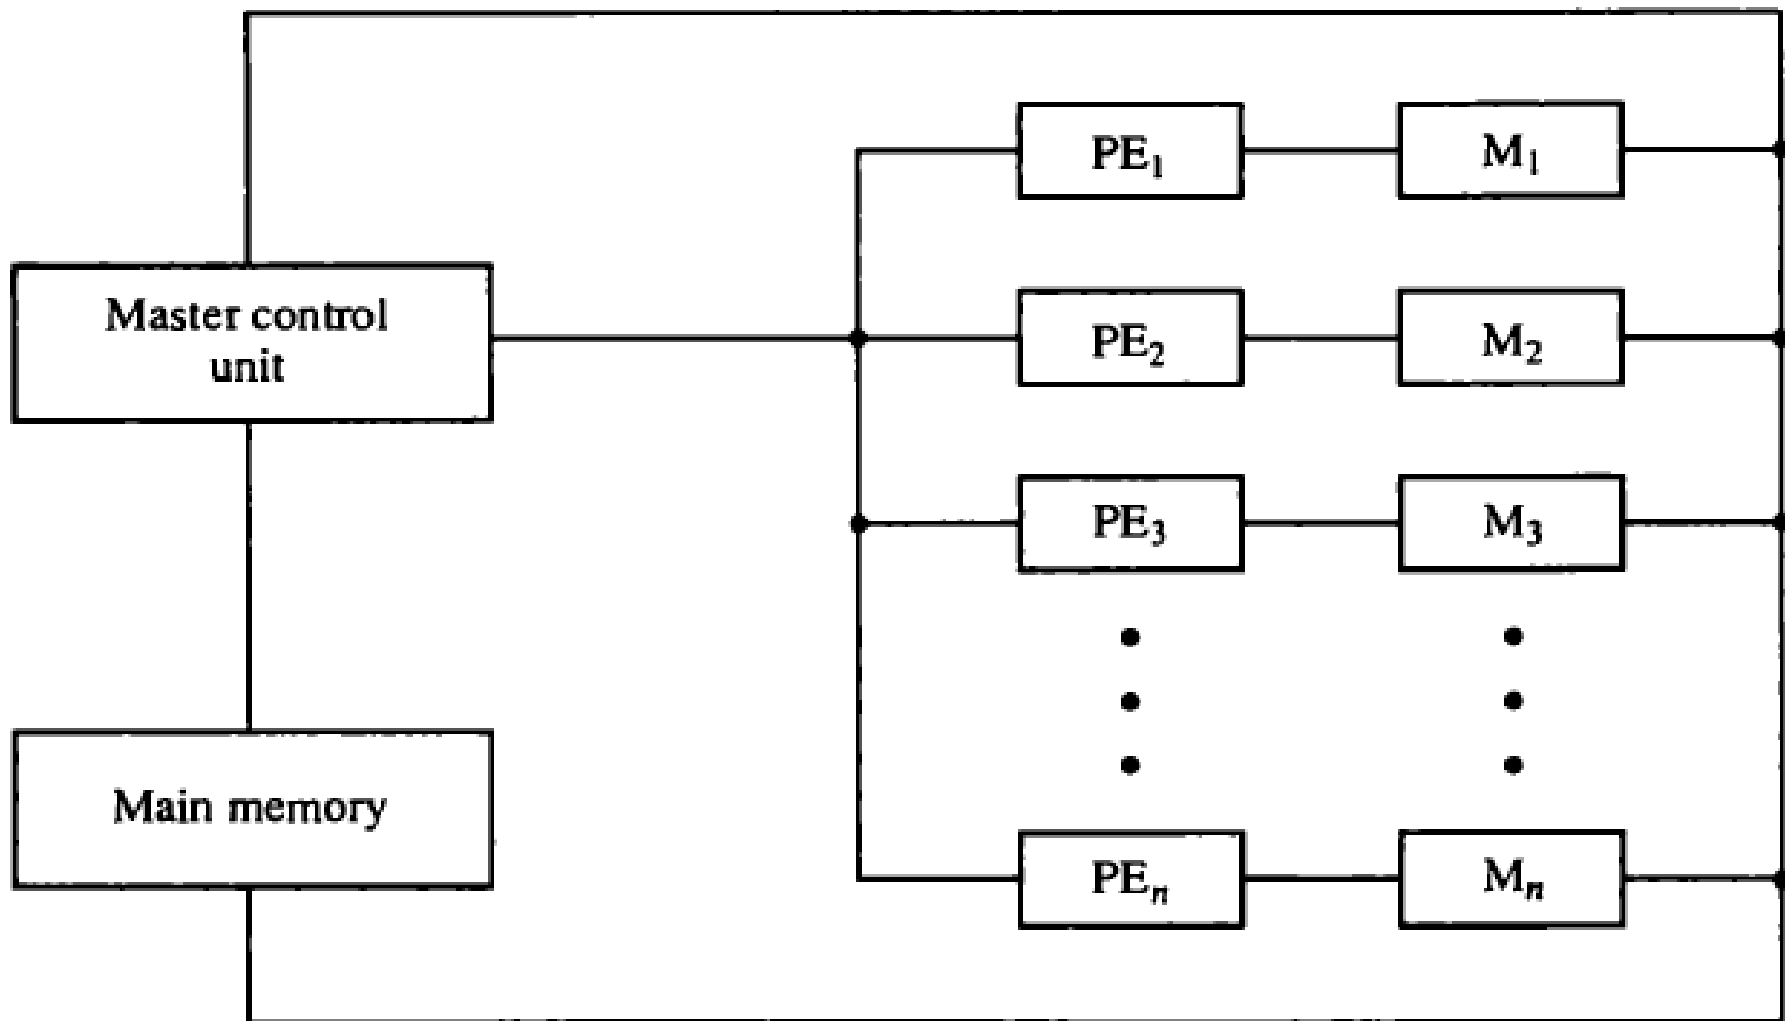 PE₁
M₁
Master control
unit
PE₂
M₂
PE₃
M₃
Main memory
PEₙ
Mₙ